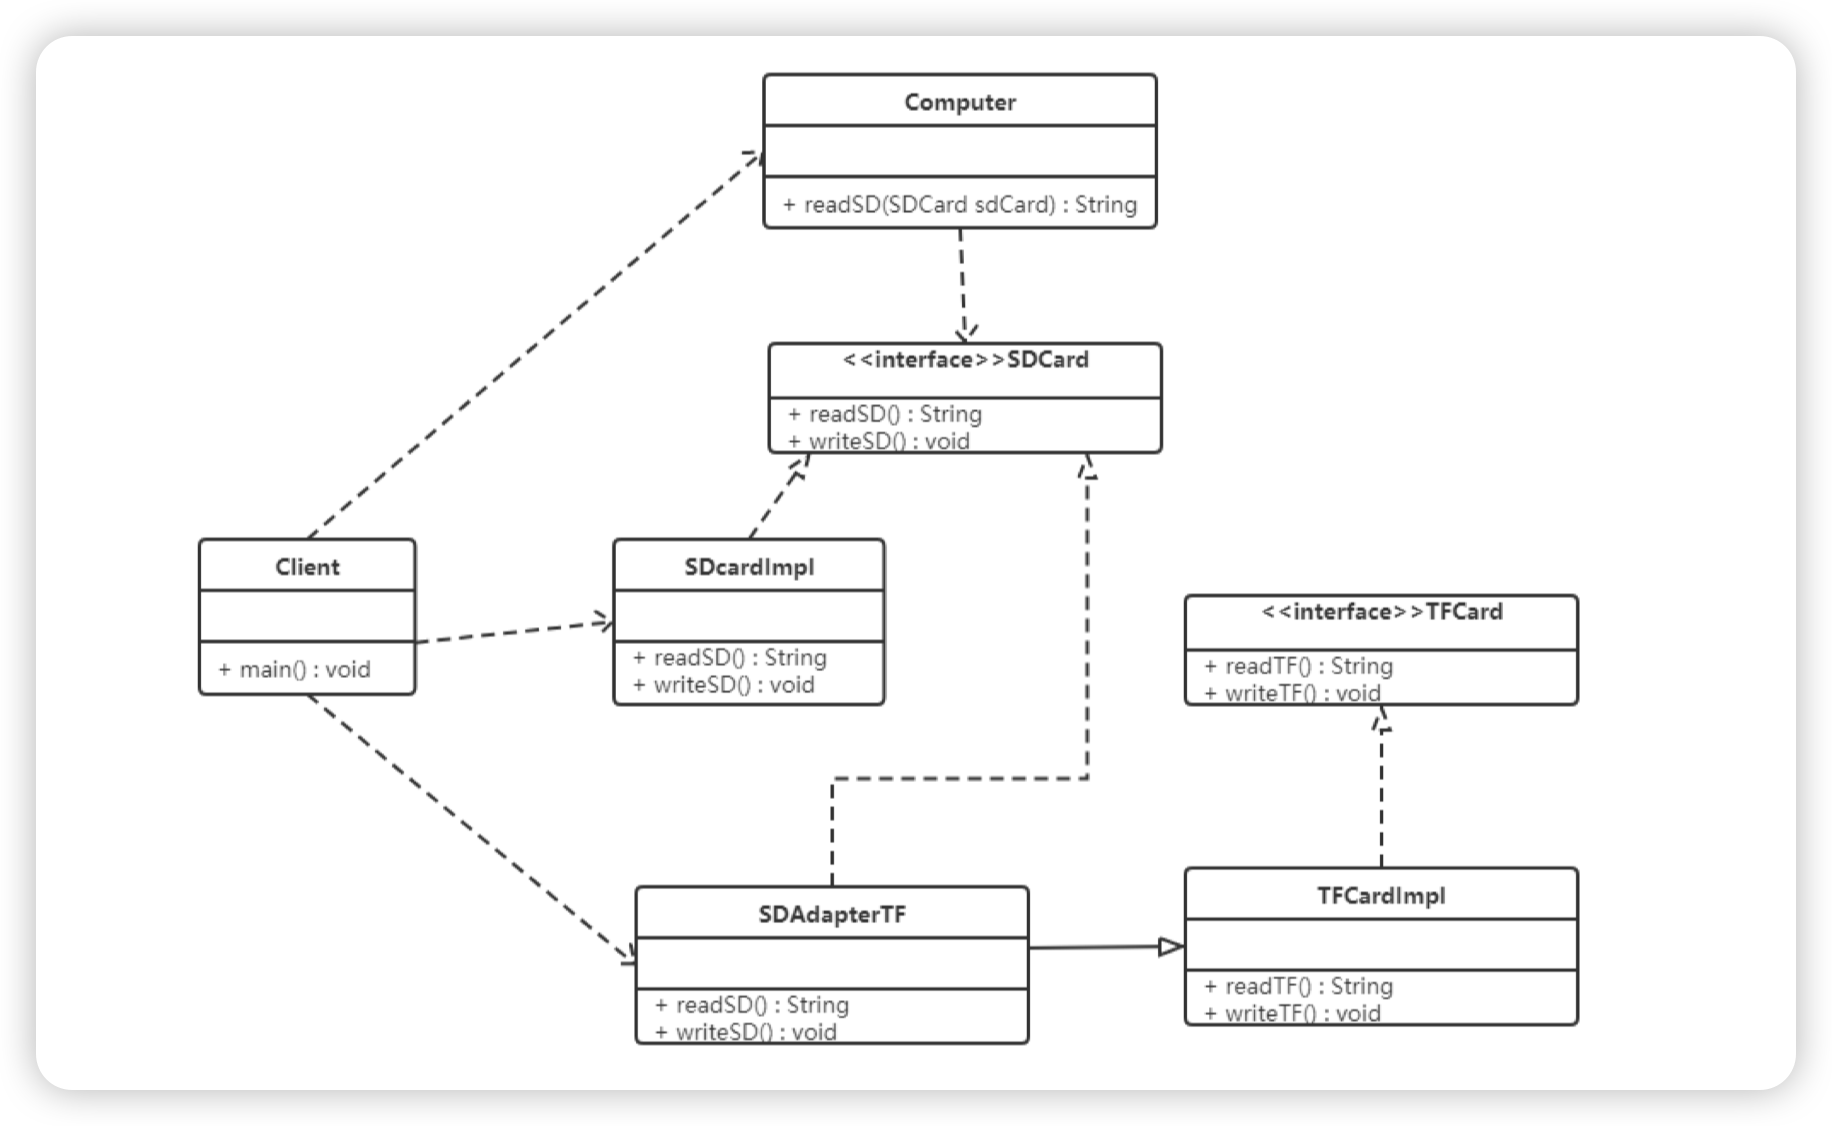 Computer
+ readSD(SDCard sdCard) : String
<<interface>>SDCard
+ readSD() : String
+ writeSD() : void
Client
+ main() : void
SDcardImpl
+ readSD() : String
+ writeSD() : void
<<interface>>TFCard
+ readTF() : String
+ writeTF() : void
SDAdapterTF
+ readSD() : String
+ writeSD() : void
TFCardImpl
+ readTF() : String
+ writeTF() : void